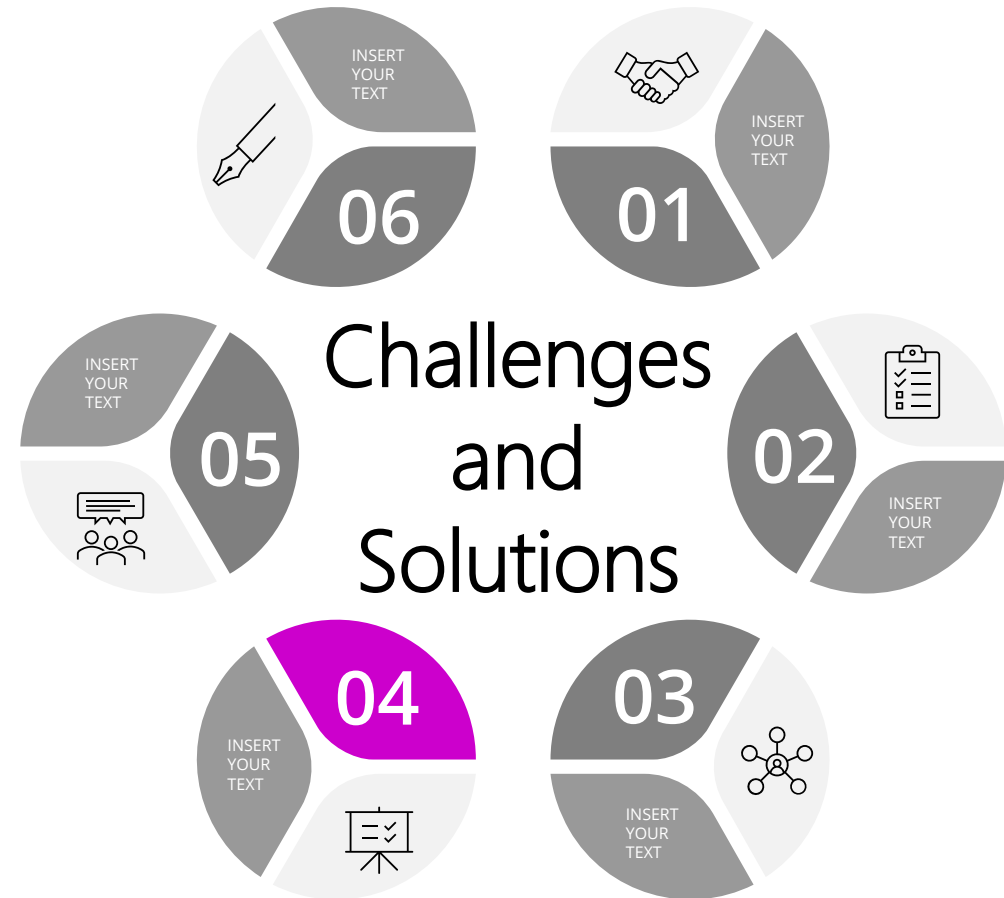 Challenges
and
Solutions
01
INSERT
YOUR
TEXT
02
INSERT
YOUR
TEXT
03
INSERT
YOUR
TEXT
04
INSERT
YOUR
TEXT
05
INSERT
YOUR
TEXT
06
INSERT
YOUR
TEXT